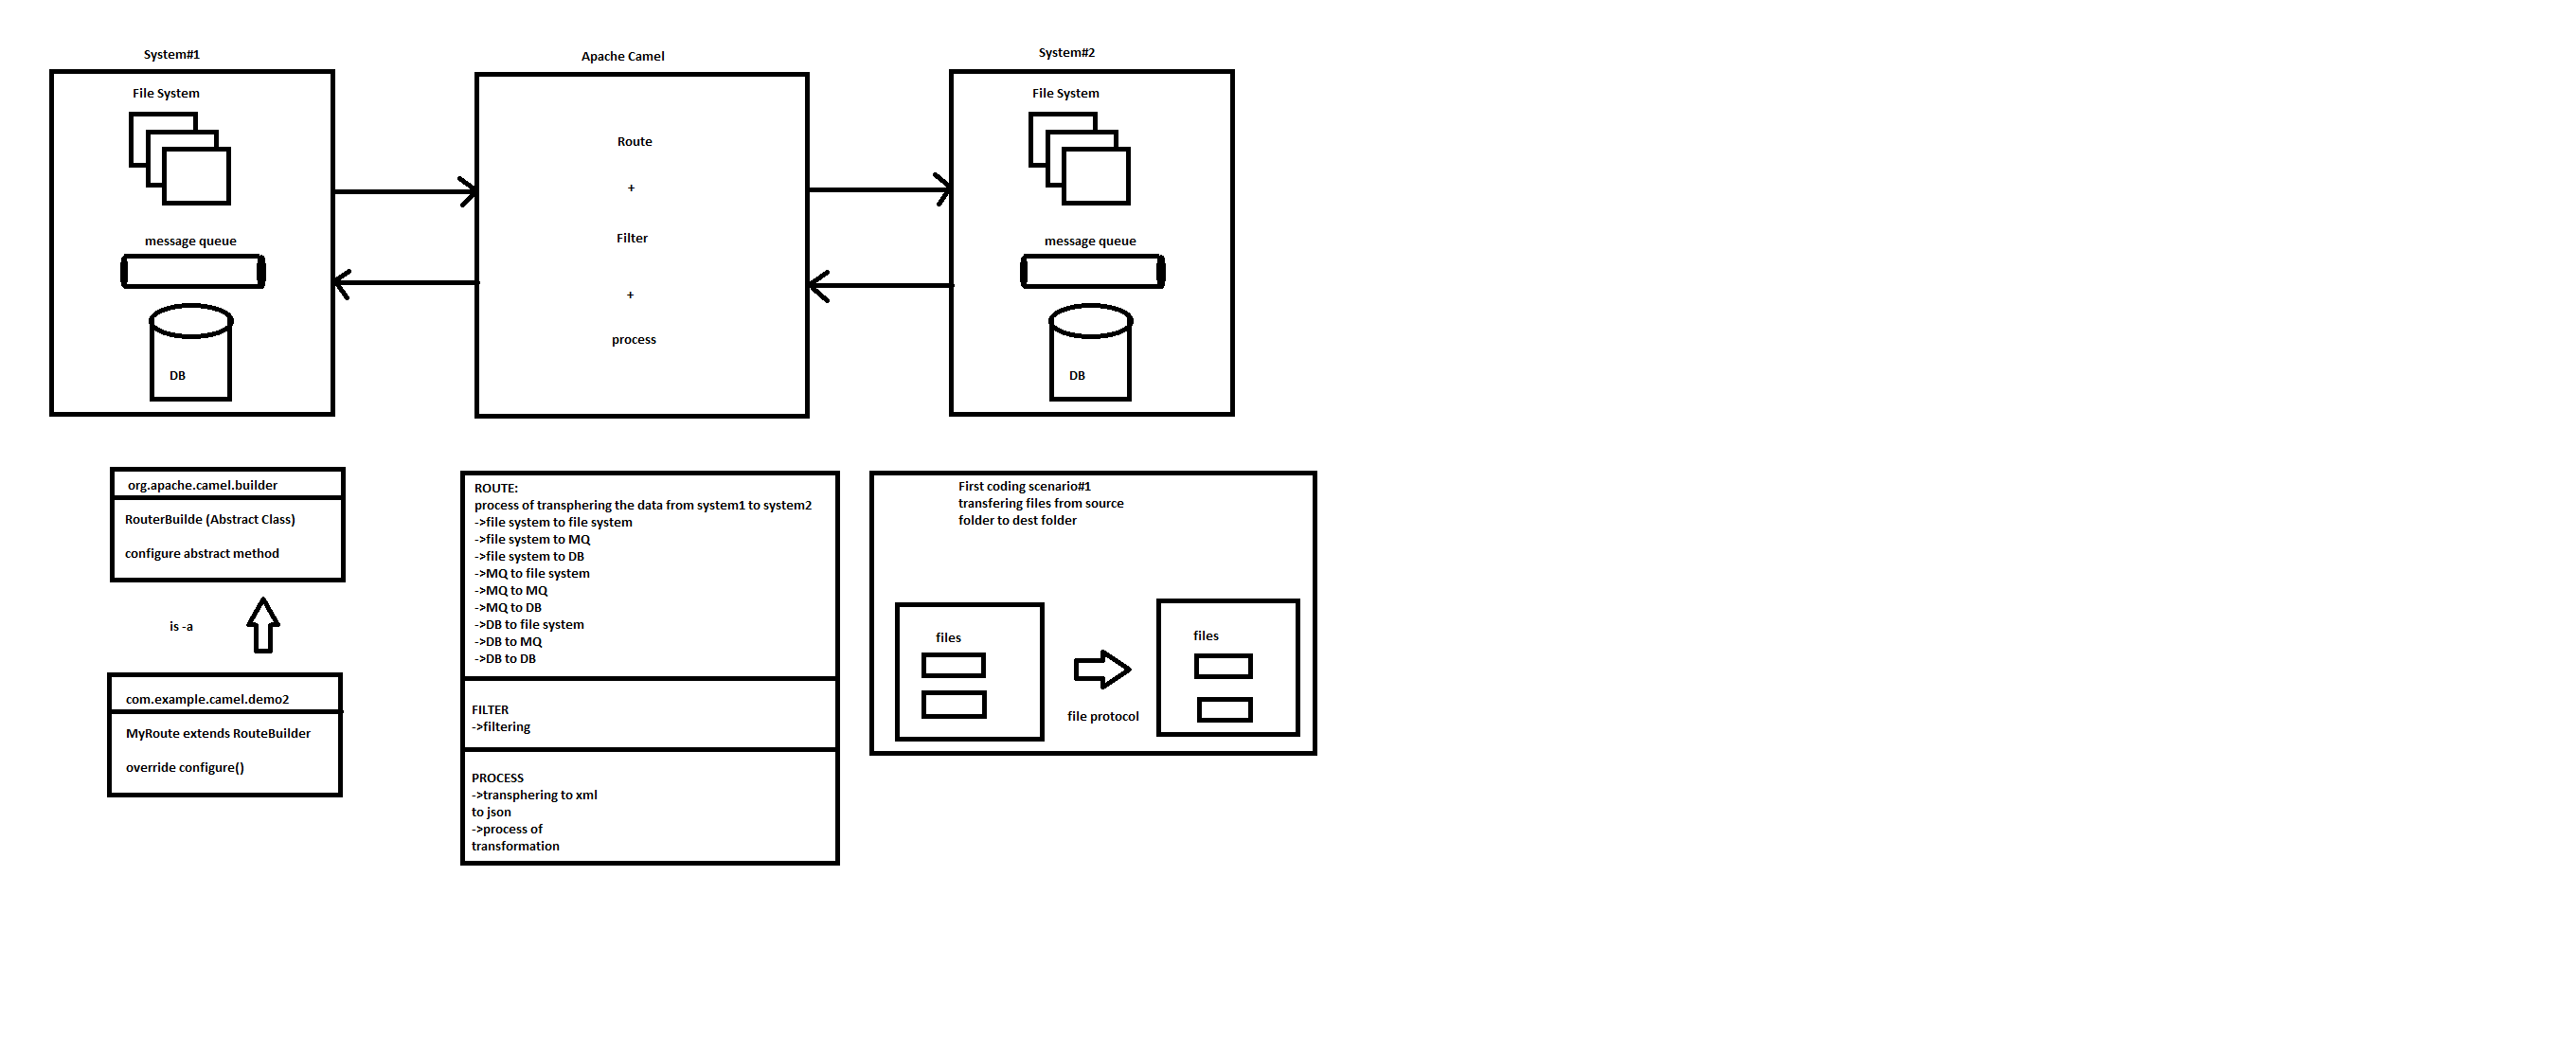 System#1
File System
message queue
DB
Apache Camel
Route
+
Filter
+
process
System#2
File System
message queue
DB
org.apache.camel.builder
RouterBuilde (Abstract Class)
configure abstract method
is -a
com.example.camel.demo2
MyRoute extends RouteBuilder
override configure()
ROUTE:
process of transphering the data from system1 to system2
->file system to file system
->file system to MQ
->file system to DB
->MQ to file system
->MQ to MQ
->MQ to DB
->DB to file system
->DB to MQ
->DB to DB
FILTER
->filtering
PROCESS
->transphering to xml
to json
->process of
transformation
First coding scenario#1
transfering files from source
folder to dest folder
files
file protocol
files